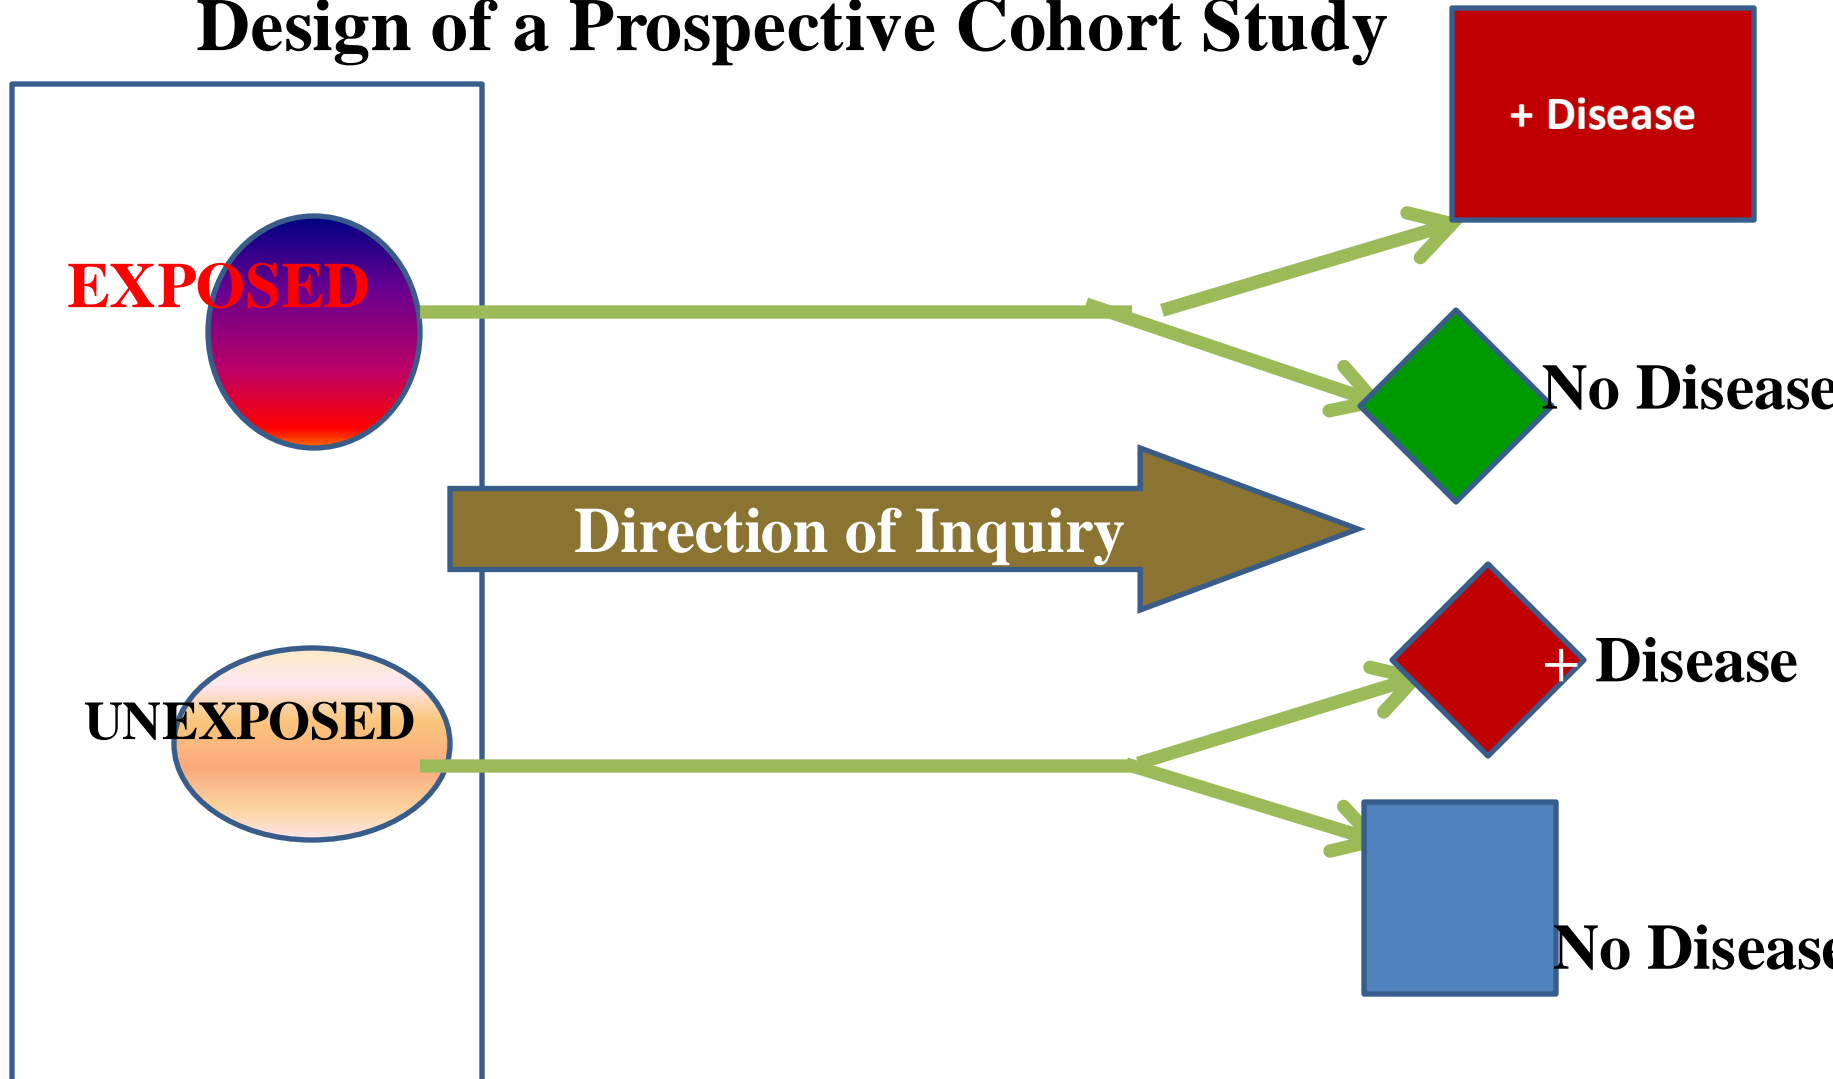 Design of a Prospective Cohort Study
+ Disease
EXPOSED
No Disease
Direction of Inquiry
+ Disease
UNEXPOSED
No Disease